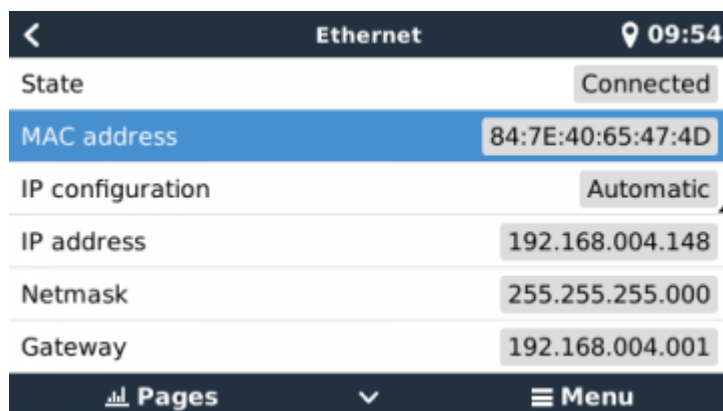 Ethernet 09:54
State Connected
MAC address 84:7E:40:65:47:4D
IP configuration Automatic
IP address 192.168.004.148
Netmask 255.255.255.000
Gateway 192.168.004.001
Pages Menu